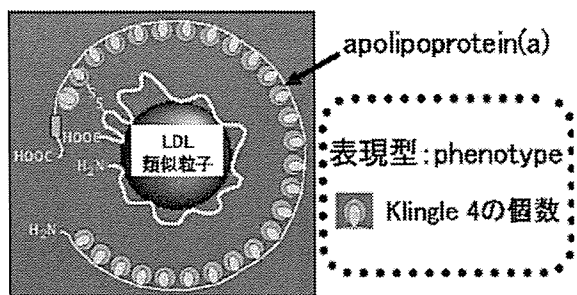 apolipoprotein(a)
S
S
HOOC
HOOC
LDL
類似粒子
H2N
H2N
表現型:phenotype
Klingle 4の個数